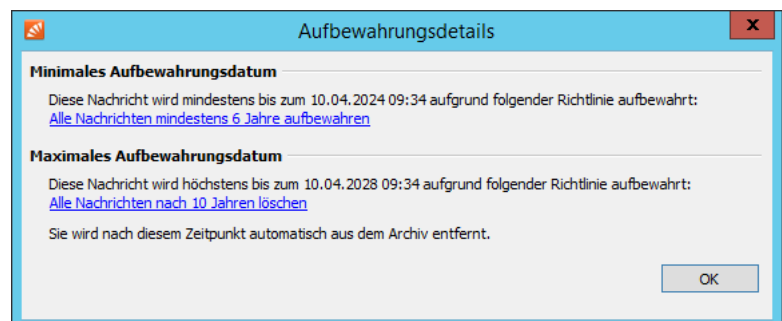 Aufbewahrungsdetails
x
Minimales Aufbewahrungsdatum
Diese Nachricht wird mindestens bis zum 10.04.2024 09:34 aufgrund folgender Richtlinie aufbewahrt:
Alle Nachrichten mindestens 6 Jahre aufbewahren
Maximales Aufbewahrungsdatum
Diese Nachricht wird höchstens bis zum 10.04.2028 09:34 aufgrund folgender Richtlinie aufbewahrt:
Alle Nachrichten nach 10 Jahren löschen
Sie wird nach diesem Zeitpunkt automatisch aus dem Archiv entfernt.
OK